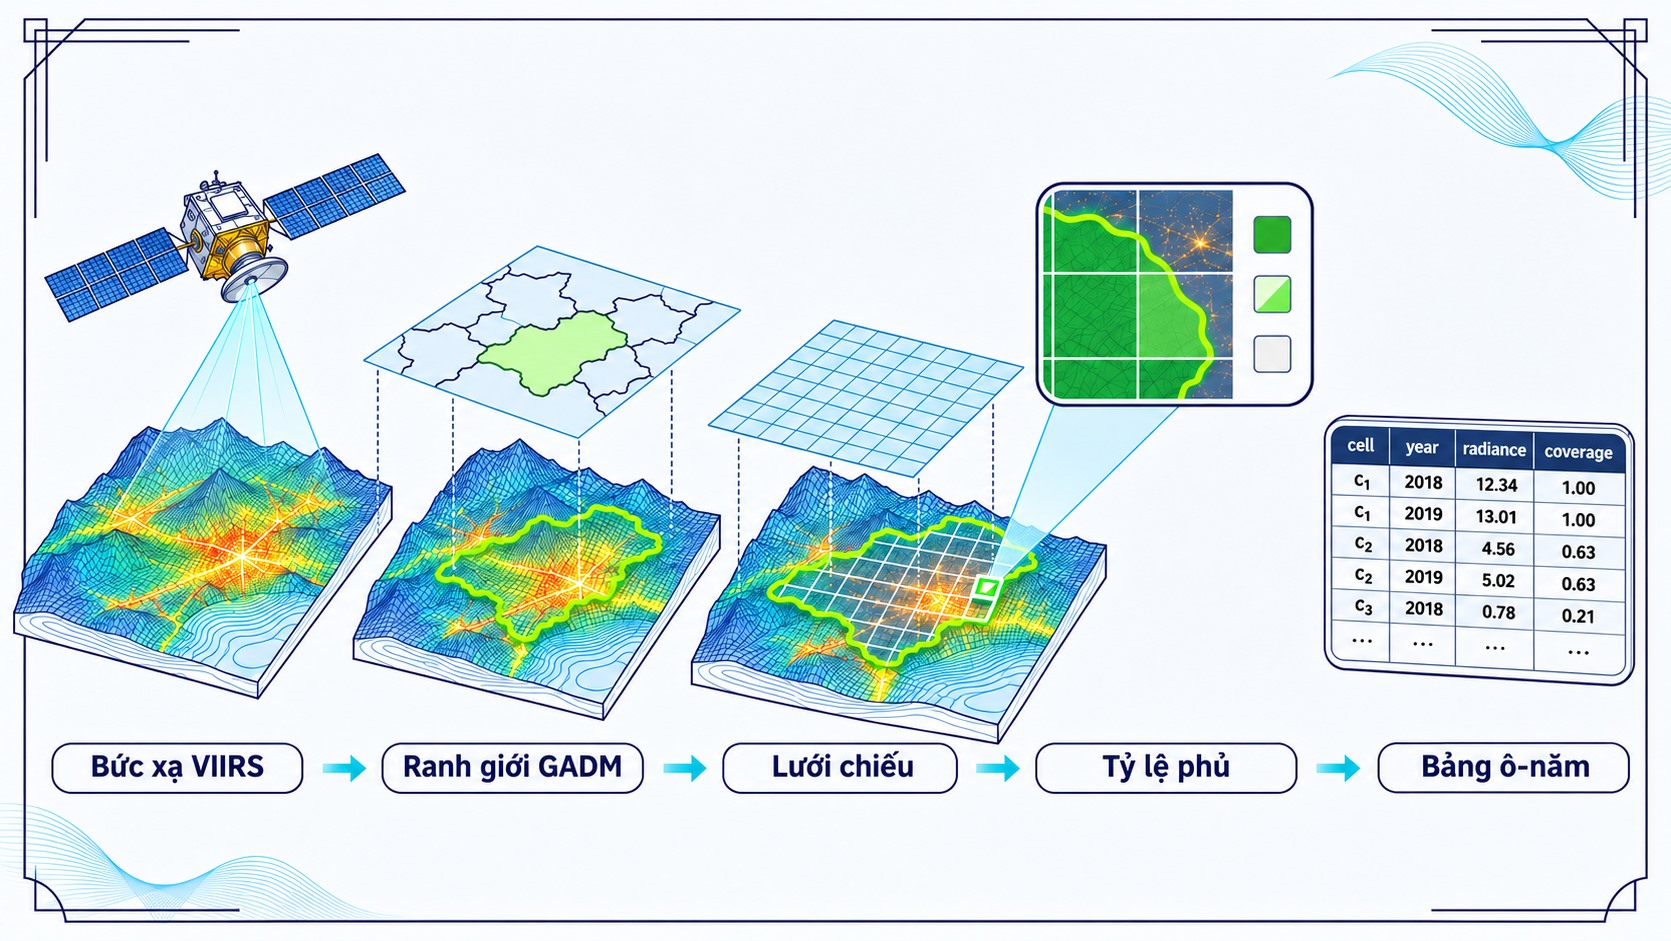 cell year radiance coverage
c1 2018 12.34 1.00
c1 2019 13.01 1.00
c2 2018 4.56 0.63
c2 2019 5.02 0.63
c3 2018 0.78 0.21
... ... ... ...
Bức xạ VIIRS
Ranh giới GADM
Lưới chiếu
Tỷ lệ phủ
Bảng ô-năm